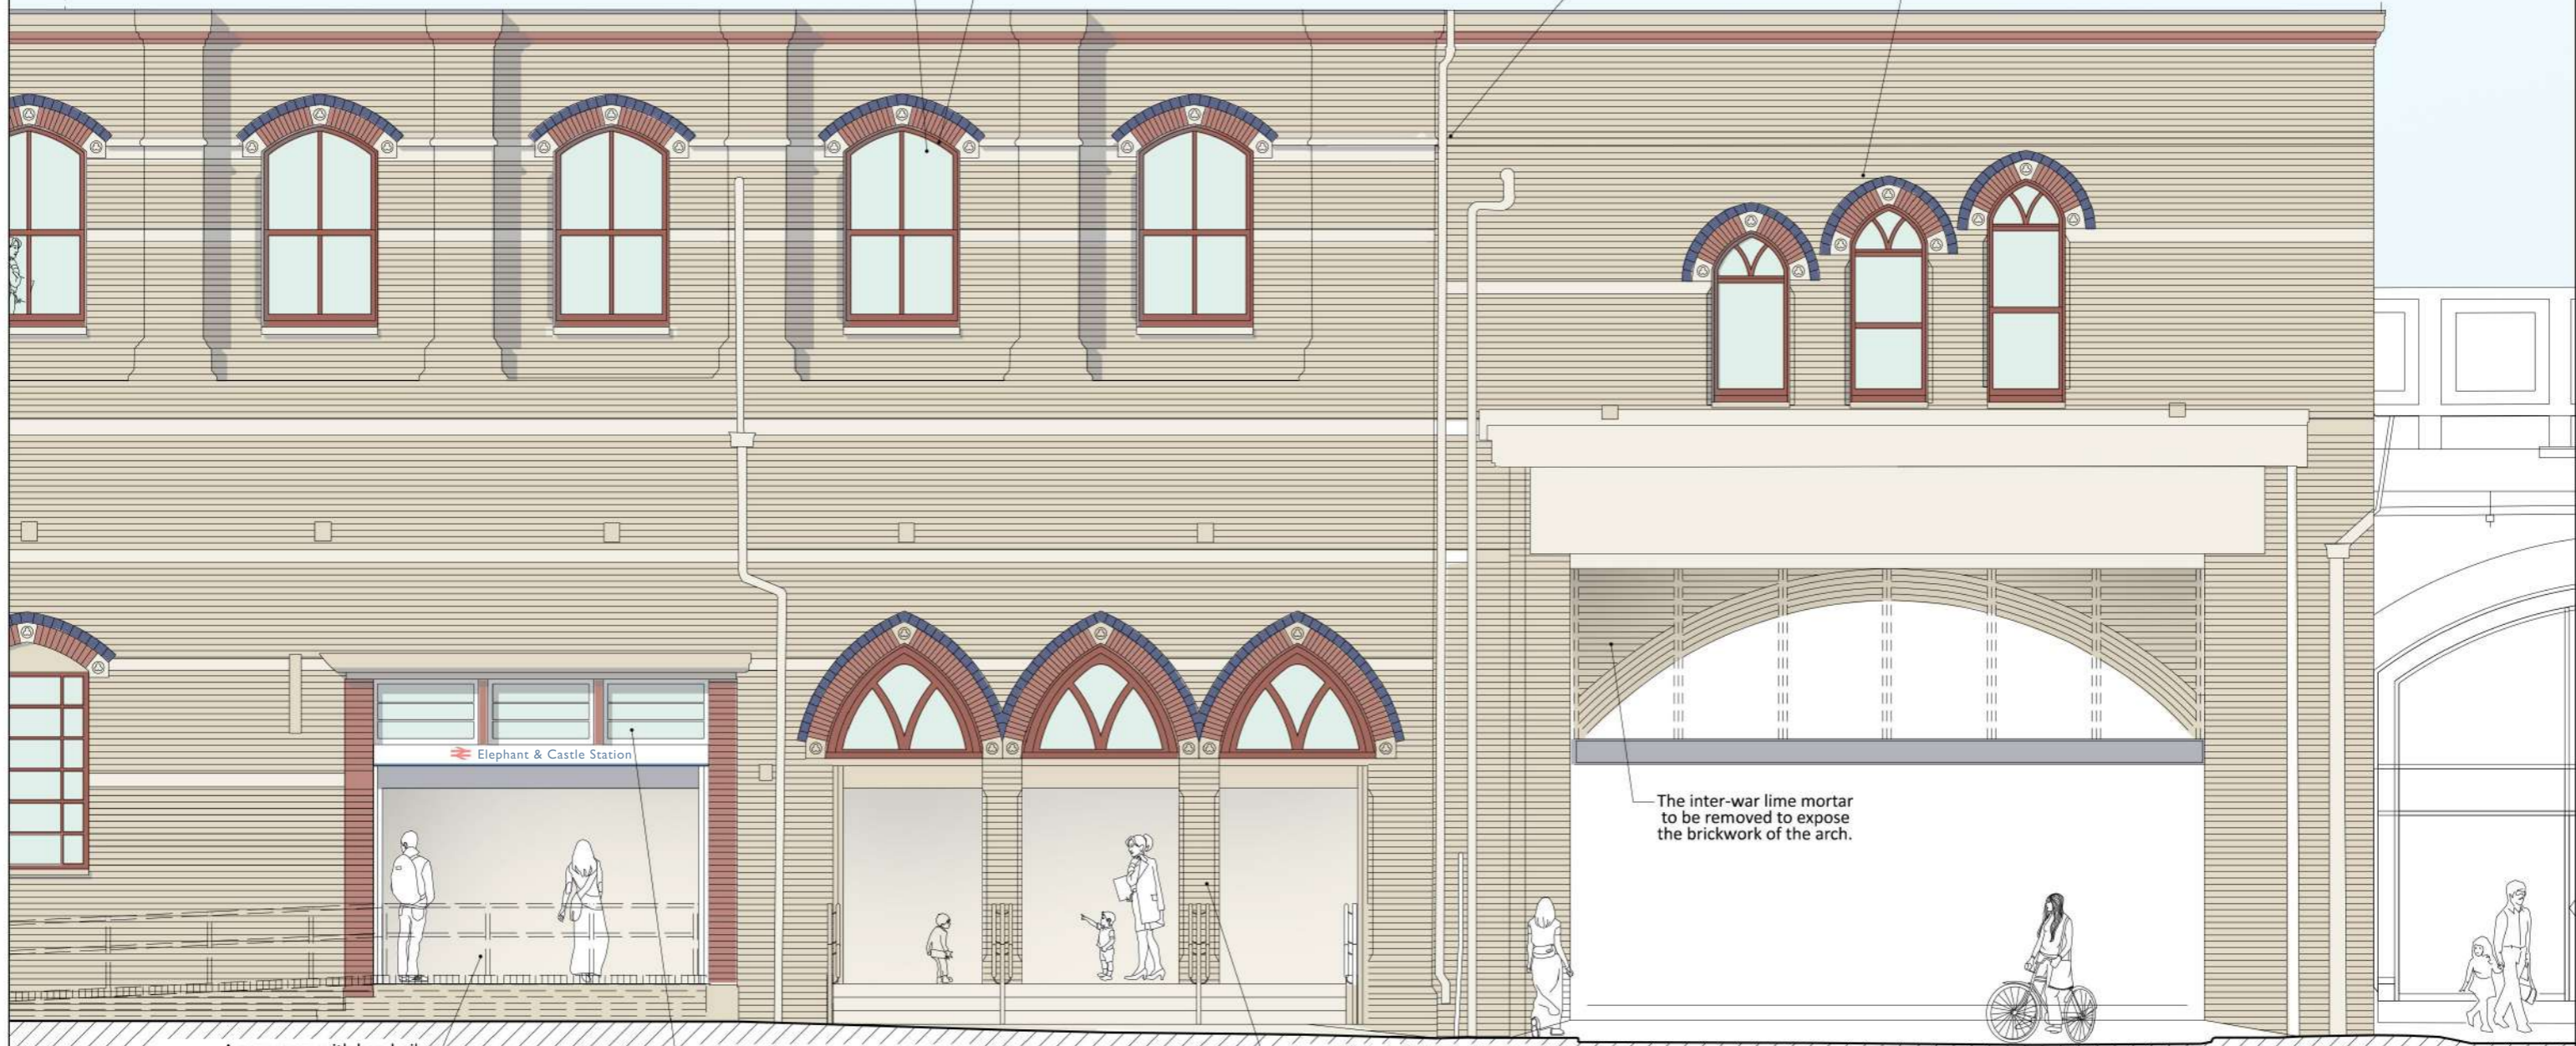 Elephant & Castle Station
The inter-war lime mortar
to be removed to expose
the brickwork of the arch.